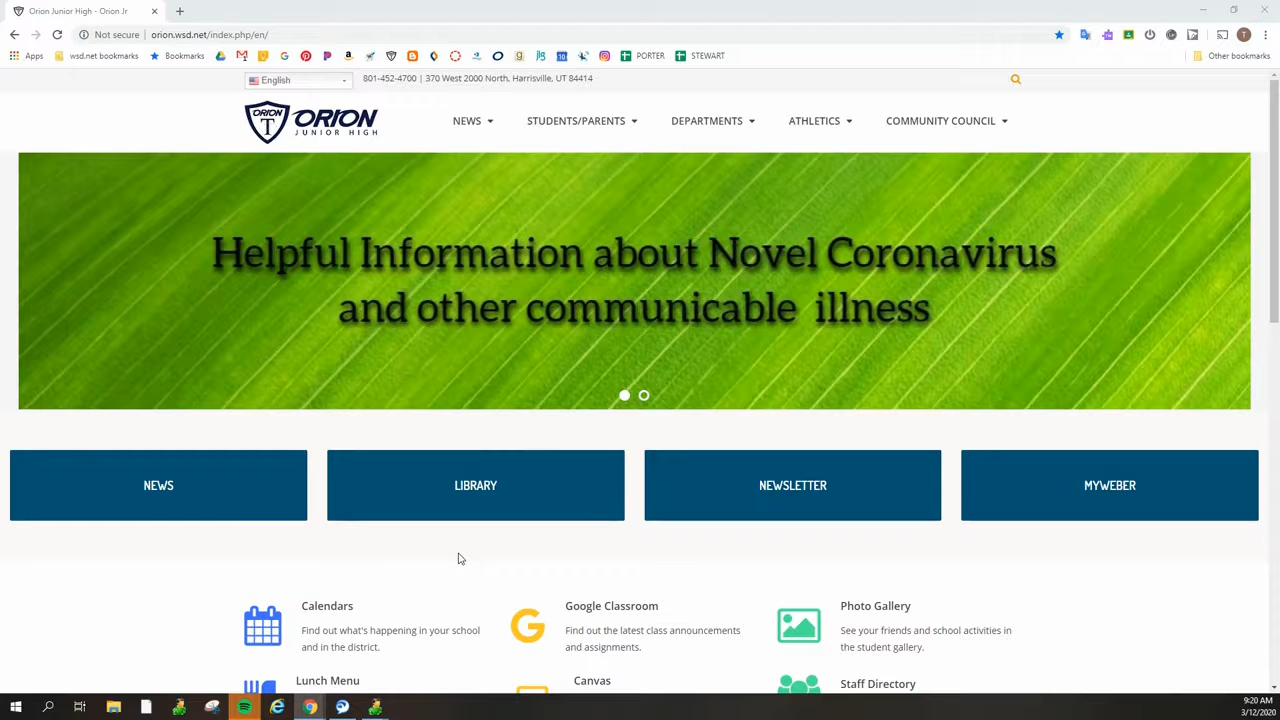 Orion Junior High - Orion Jr
Not secure | orion.wsd.net/index.php/en/
Apps wsd.net bookmarks Bookmarks PORTER STEWART Other bookmarks
English 801-452-4700 | 370 West 2000 North, Harrisville, UT 84414
ORION T ORION
JUNIOR HIGH
NEWS STUDENTS/PARENTS DEPARTMENTS ATHLETICS COMMUNITY COUNCIL
Helpful Information about Novel Coronavirus
and other communicable illness
NEWS LIBRARY NEWSLETTER MYWEBER
Calendars
Find out what's happening in your school
and in the district.
Google Classroom
Find out the latest class announcements
and assignments.
Photo Gallery
See your friends and school activities in
the student gallery.
Lunch Menu Canvas Staff Directory
9:20 AM
3/12/2020